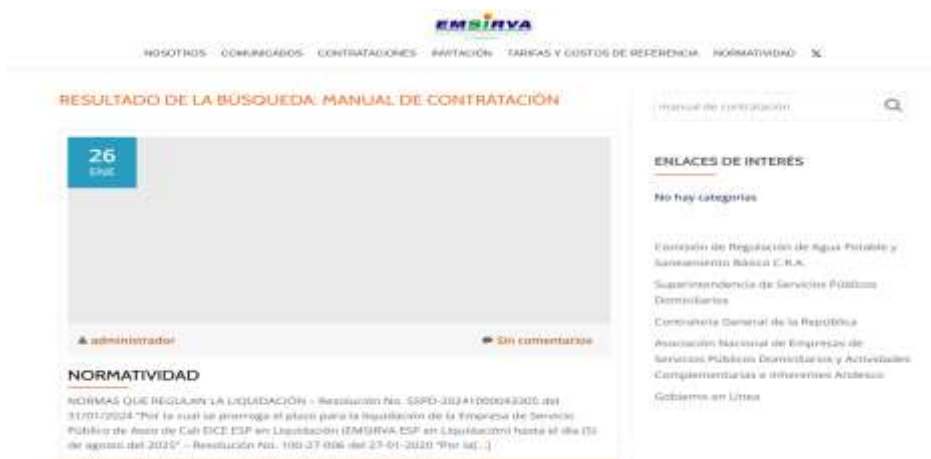 EMSIRVA
NOSOTROS COMUNICADOS CONTRATACIONES INVITACIÓN TARIFAS Y COSTOS DE REFERENCIA NORMATIVIDAD X
RESULTADO DE LA BÚSQUEDA: MANUAL DE CONTRATACIÓN
manual de contratación
26
ENE
ENLACES DE INTERÉS
No hay categorías
Comisión de Regulación de Agua Potable y
Saneamiento Básico C.R.A.
Superintendencia de Servicios Públicos
Domiciliarios
Contraloría General de la República
Asociación Nacional de Empresas de
Servicios Públicos Domiciliarios y Actividades
Complementarias e Inherentes Andesco
Gobierno en Línea
administrador
Sin comentarios
NORMATIVIDAD
NORMAS QUE REGULAN LA LIQUIDACIÓN – Resolución No. SSPD-20241000043305 del
31/01/2024 "Por la cual se prorroga el plazo para la liquidación de la Empresa de Servicio
Público de Aseo de Cali EICE ESP en Liquidación (EMSIRVA ESP en Liquidación) hasta el día (5)
de agosto del 2025" – Resolución No. 100-27-006 del 27-01-2020 "Por la[...]